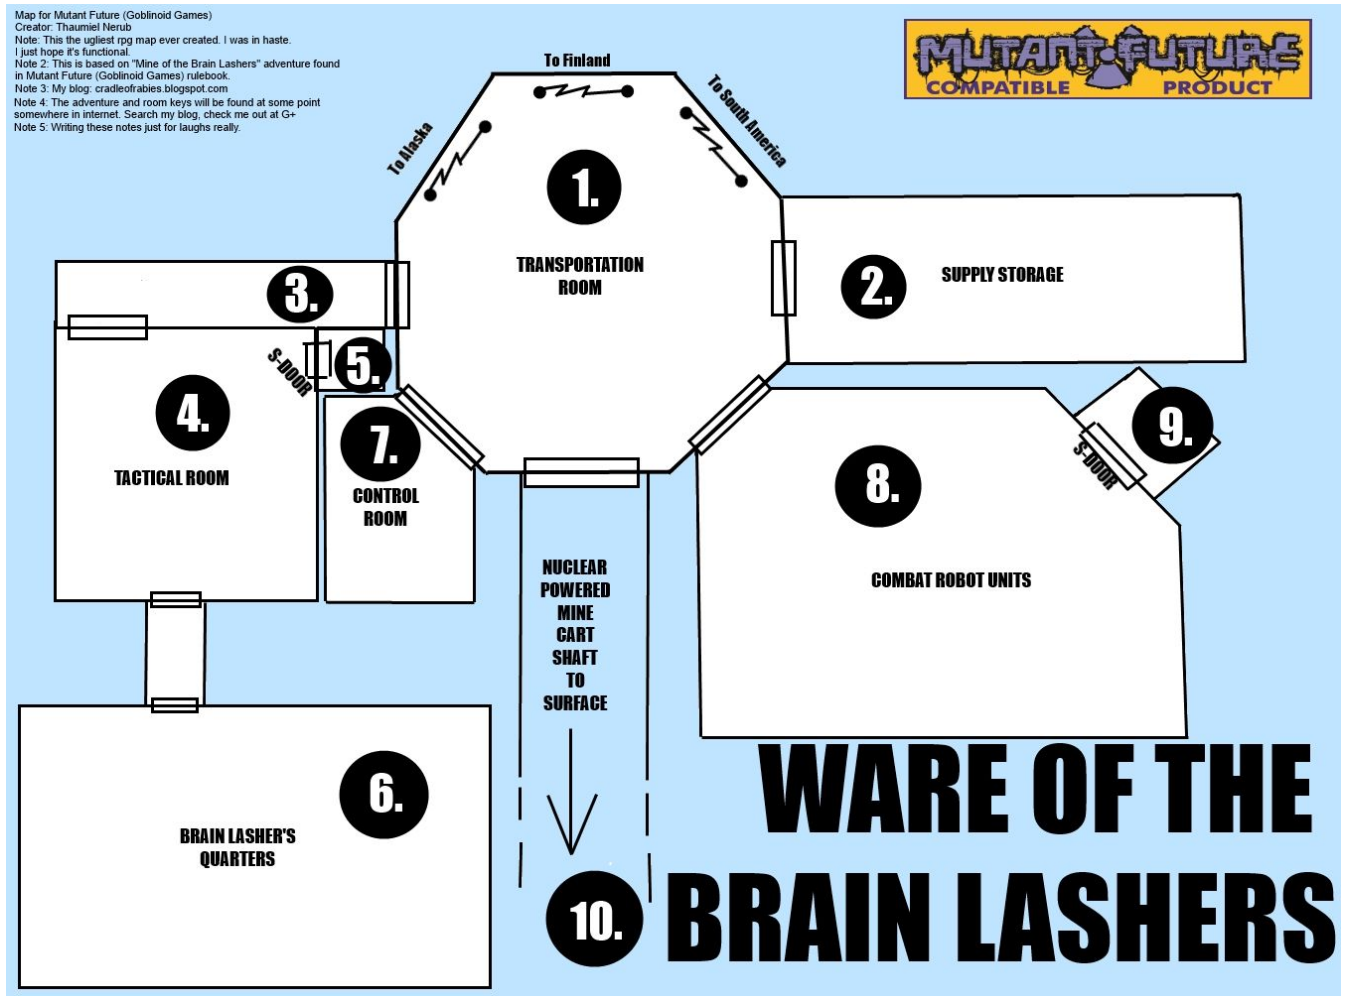 Map for Mutant Future (Goblinoid Games)
Creator: Thaumiel Nerub
Note: This the ugliest rpg map ever created. I was in haste.
I just hope it's functional.
Note 2: This is based on "Mine of the Brain Lashers" adventure found
in Mutant Future (Goblinoid Games) rulebook.
Note 3: My blog: cradleofrabies.blogspot.com
Note 4: The adventure and room keys will be found at some point
somewhere in internet. Search my blog, check me out at G+
Note 5: Writing these notes just for laughs really.
MUTANT FUTURE
COMPATIBLE PRODUCT
To Finland
To Alaska
To South America
1.
TRANSPORTATION
ROOM
2.
SUPPLY STORAGE
3.
S-DOOR
5.
4.
TACTICAL ROOM
7.
CONTROL
ROOM
9.
S-DOOR
8.
COMBAT ROBOT UNITS
NUCLEAR
POWERED
MINE
CART
SHAFT
TO
SURFACE
6.
BRAIN LASHER'S
QUARTERS
10.
WARE OF THE
BRAIN LASHERS